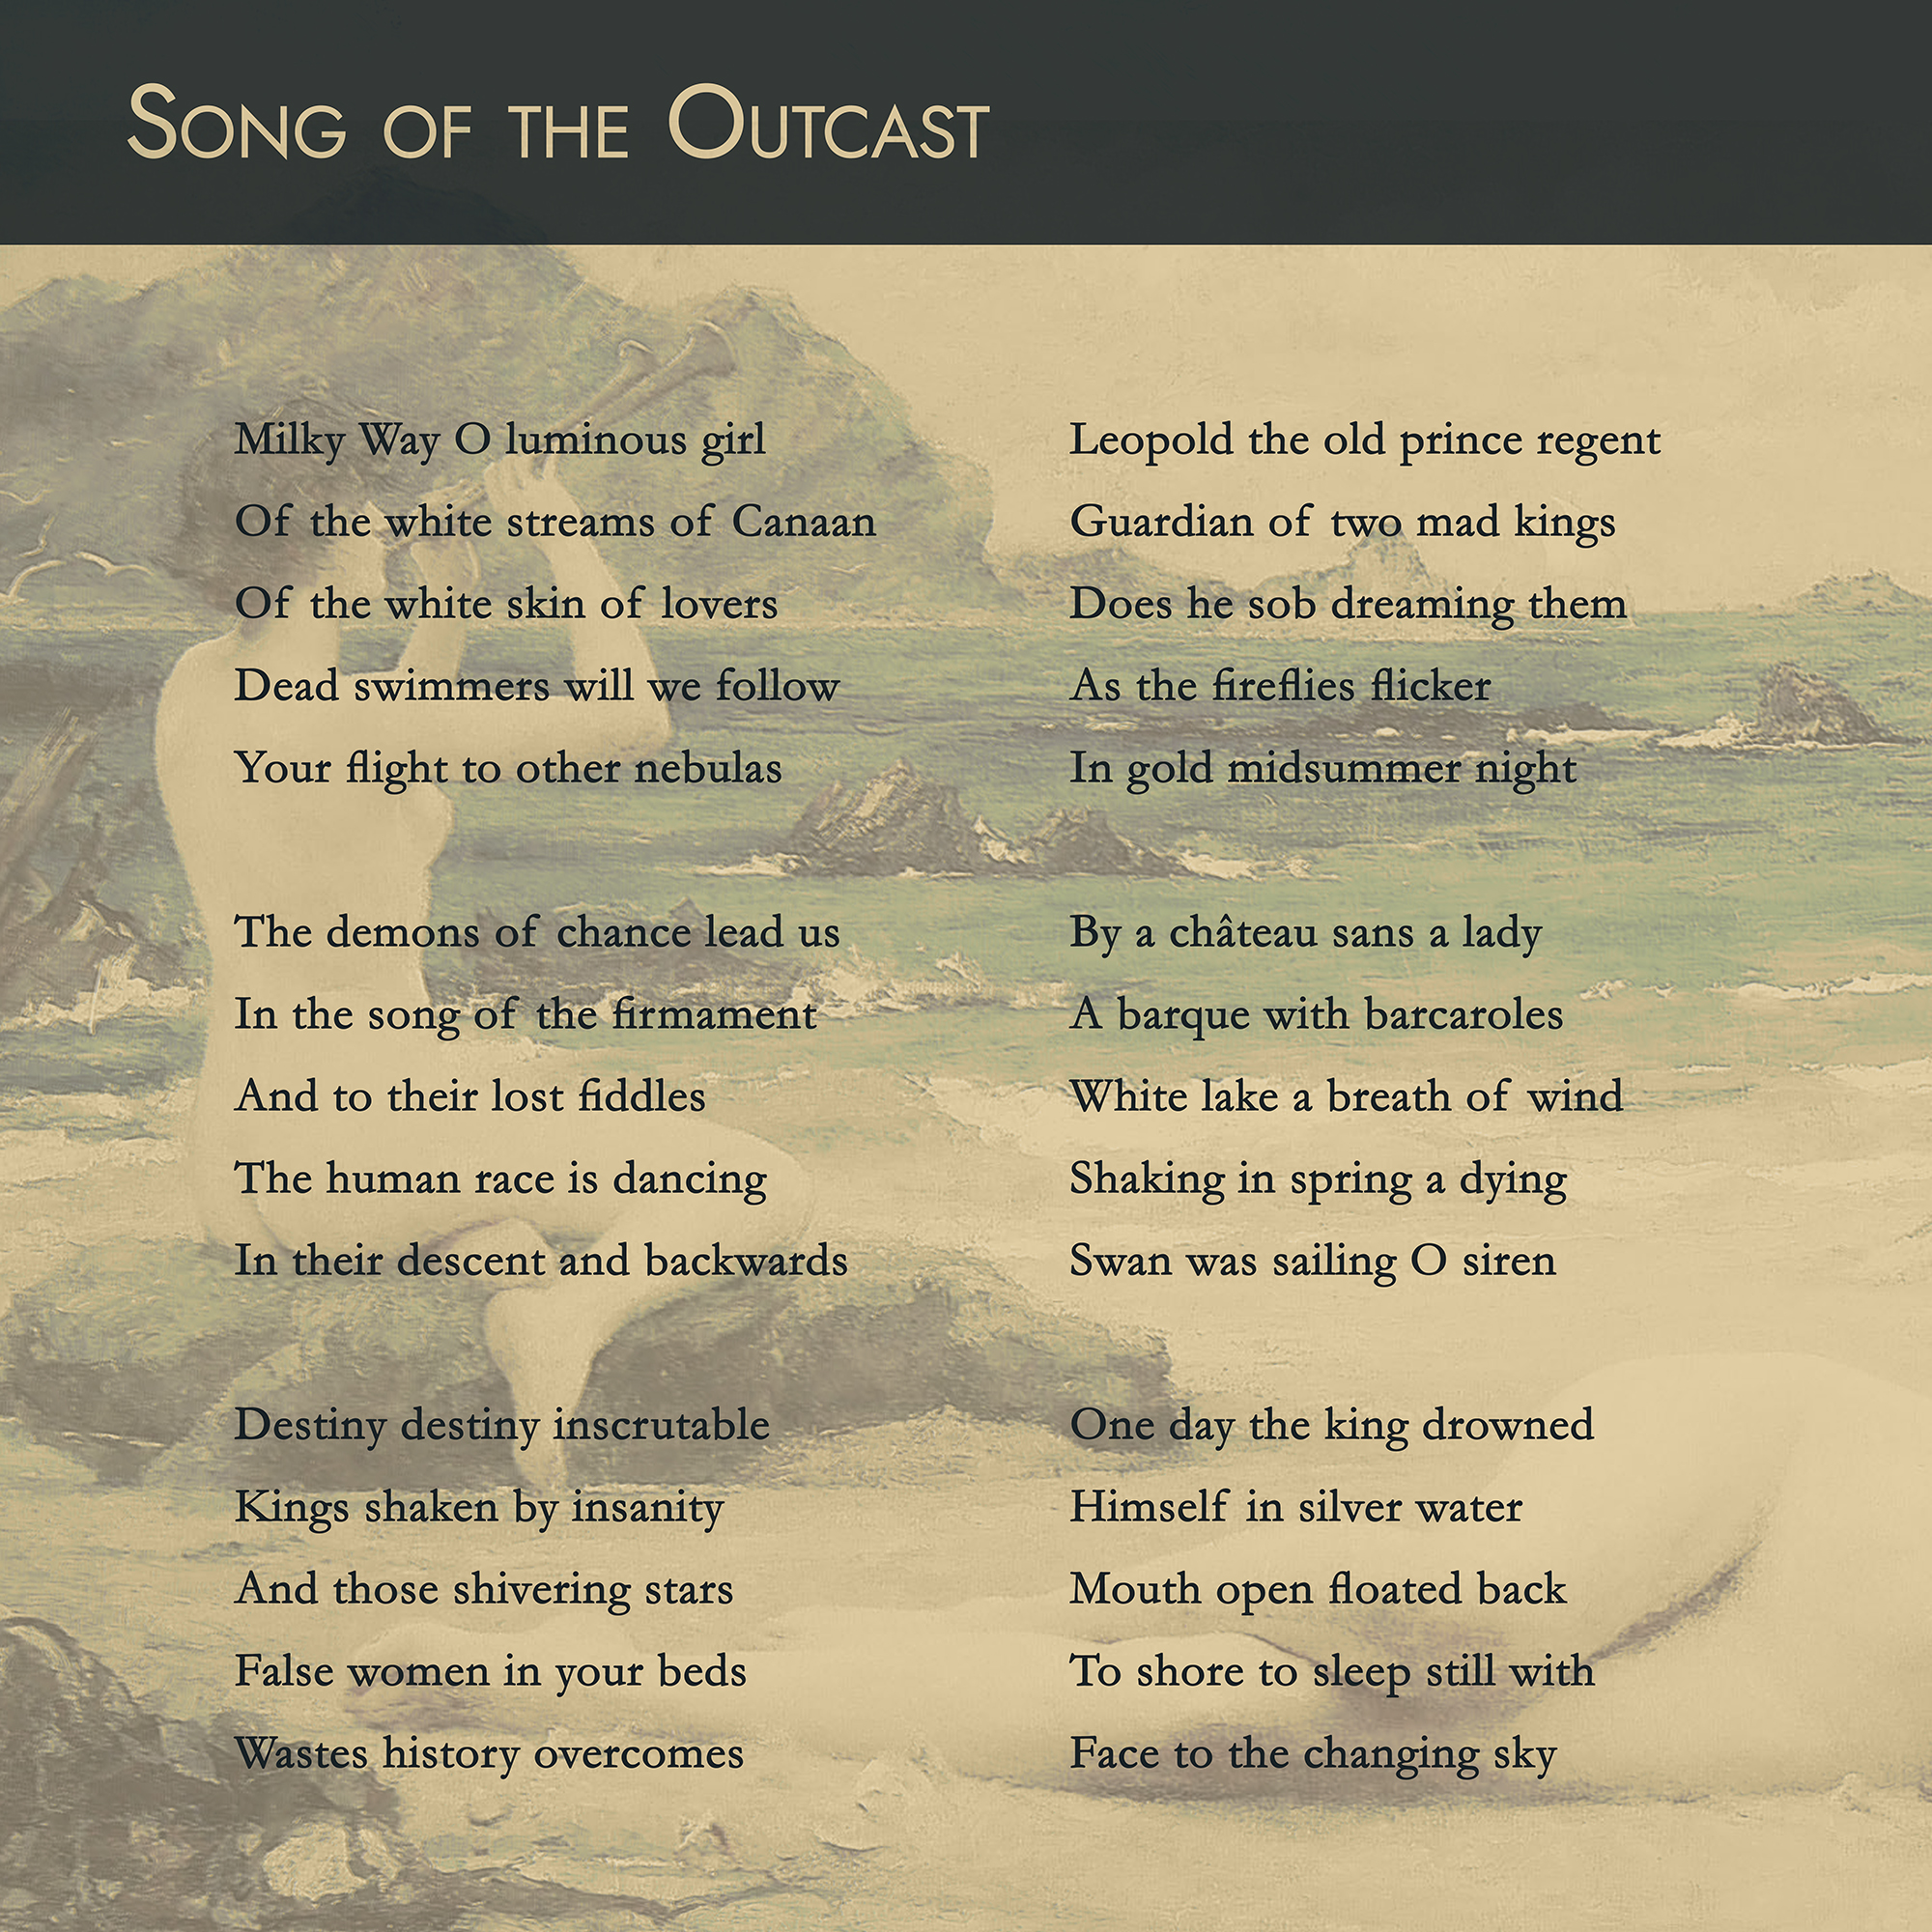 Song of the Outcast
Milky Way O luminous girl
Of the white streams of Canaan
Of the white skin of lovers
Dead swimmers will we follow
Your flight to other nebulas
The demons of chance lead us
In the song of the firmament
And to their lost fiddles
The human race is dancing
In their descent and backwards
Destiny destiny inscrutable
Kings shaken by insanity
And those shivering stars
False women in your beds
Wastes history overcomes
Leopold the old prince regent
Guardian of two mad kings
Does he sob dreaming them
As the fireflies flicker
In gold midsummer night
By a château sans a lady
A barque with barcaroles
White lake a breath of wind
Shaking in spring a dying
Swan was sailing O siren
One day the king drowned
Himself in silver water
Mouth open floated back
To shore to sleep still with
Face to the changing sky